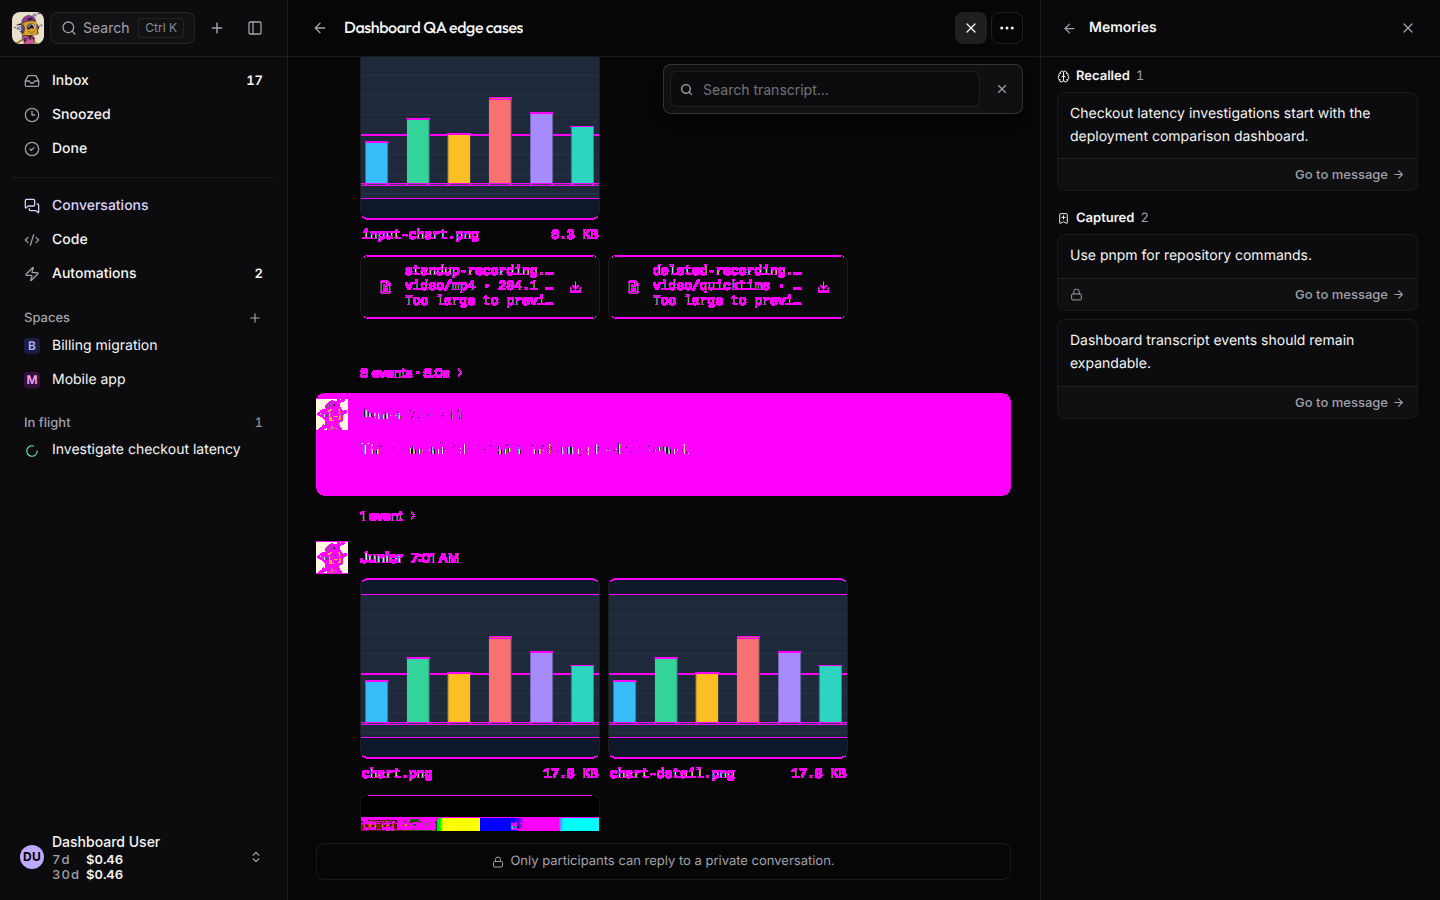 Search Ctrl K
Inbox 17
Snoozed
Done
Conversations
Code
Automations 2
Spaces
B Billing migration
M Mobile app
In flight 1
Investigate checkout latency
DU Dashboard User
7d $0.46
30d $0.46
Dashboard QA edge cases
Search transcript...
input-chart.png 9.3 KB
standup-recording.…
video/mp4 · 284.1 …
Too large to previ…
deleted-recording.…
video/quicktime · …
Too large to previ…
events
1 event
Junior 7:01 AM
chart.png 17.8 KB
chart-detail.png 17.8 KB
Only participants can reply to a private conversation.
Memories
Recalled 1
Checkout latency investigations start with the
deployment comparison dashboard.
Go to message
Captured 2
Use pnpm for repository commands.
Go to message
Dashboard transcript events should remain
expandable.
Go to message